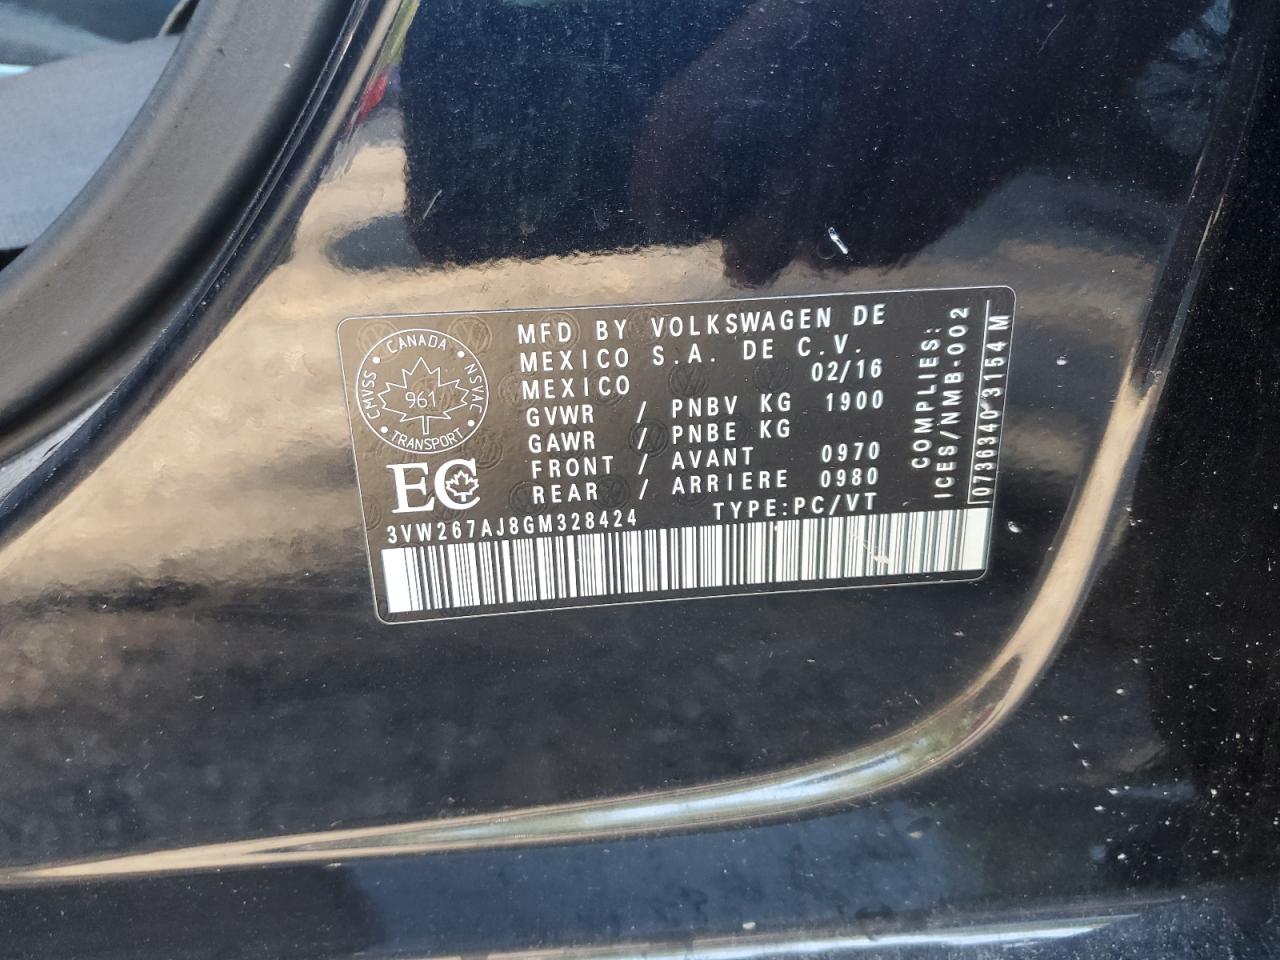 CANADA
CMVSS
NSVAC
961
TRANSPORT
EC
MFD BY VOLKSWAGEN DE
MEXICO S.A. DE C.V.
MEXICO 02/16
GVWR / PNBV KG 1900
GAWR / PNBE KG
FRONT / AVANT 0970
REAR / ARRIERE 0980
3VW267AJ8GM328424 TYPE:PC/VT
COMPLIES:
ICES/NMB-002
0736340 3154 M